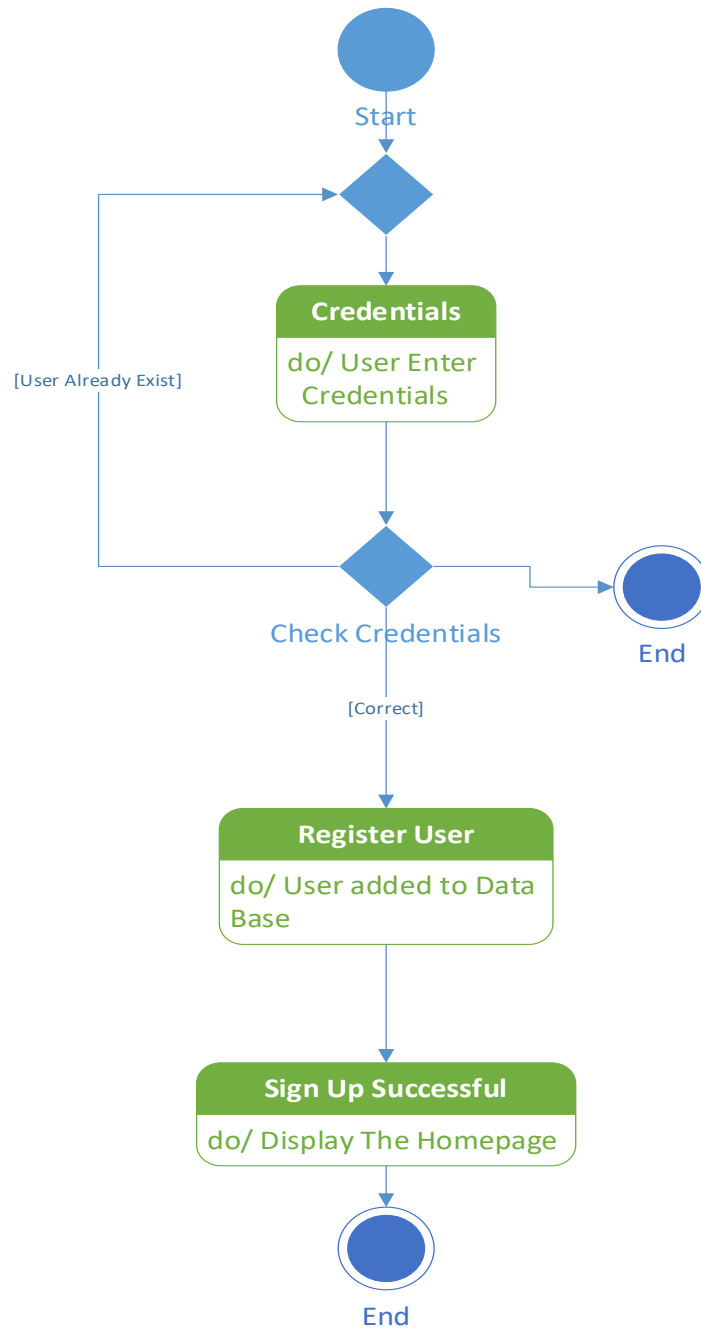 Start
Credentials
do/ User Enter
Credentials
[User Already Exist]
Check Credentials
End
[Correct]
Register User
do/ User added to Data
Base
Sign Up Successful
do/ Display The Homepage
End